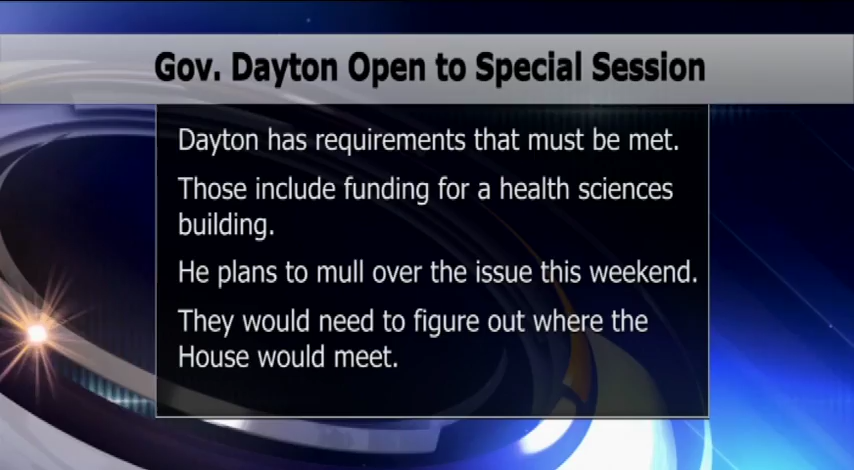 Gov. Dayton Open to Special Session
Dayton has requirements that must be met.
Those include funding for a health sciences
building.
He plans to mull over the issue this weekend.
They would need to figure out where the
House would meet.